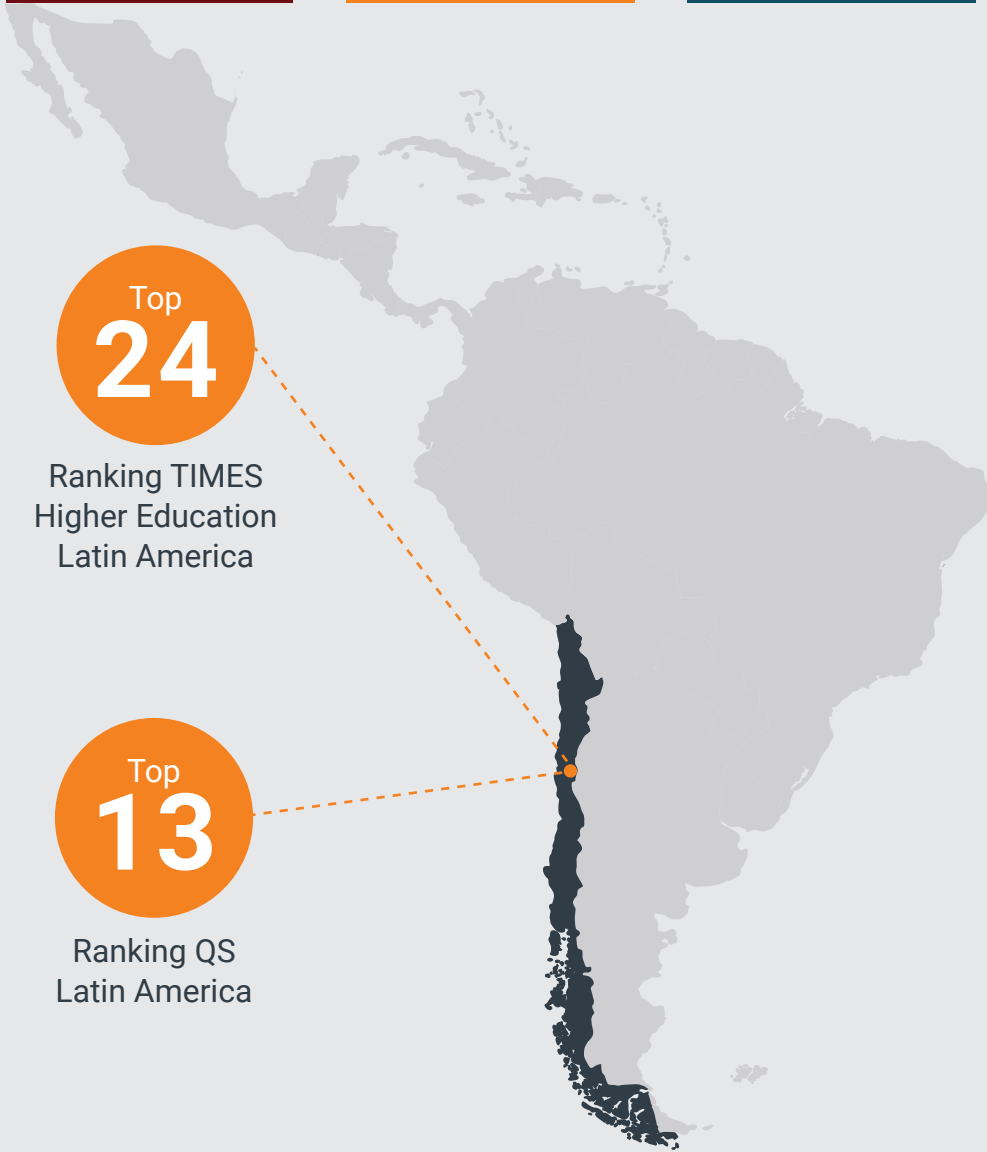 Top
24
Ranking TIMES
Higher Education
Latin America
Top
13
Ranking QS
Latin America